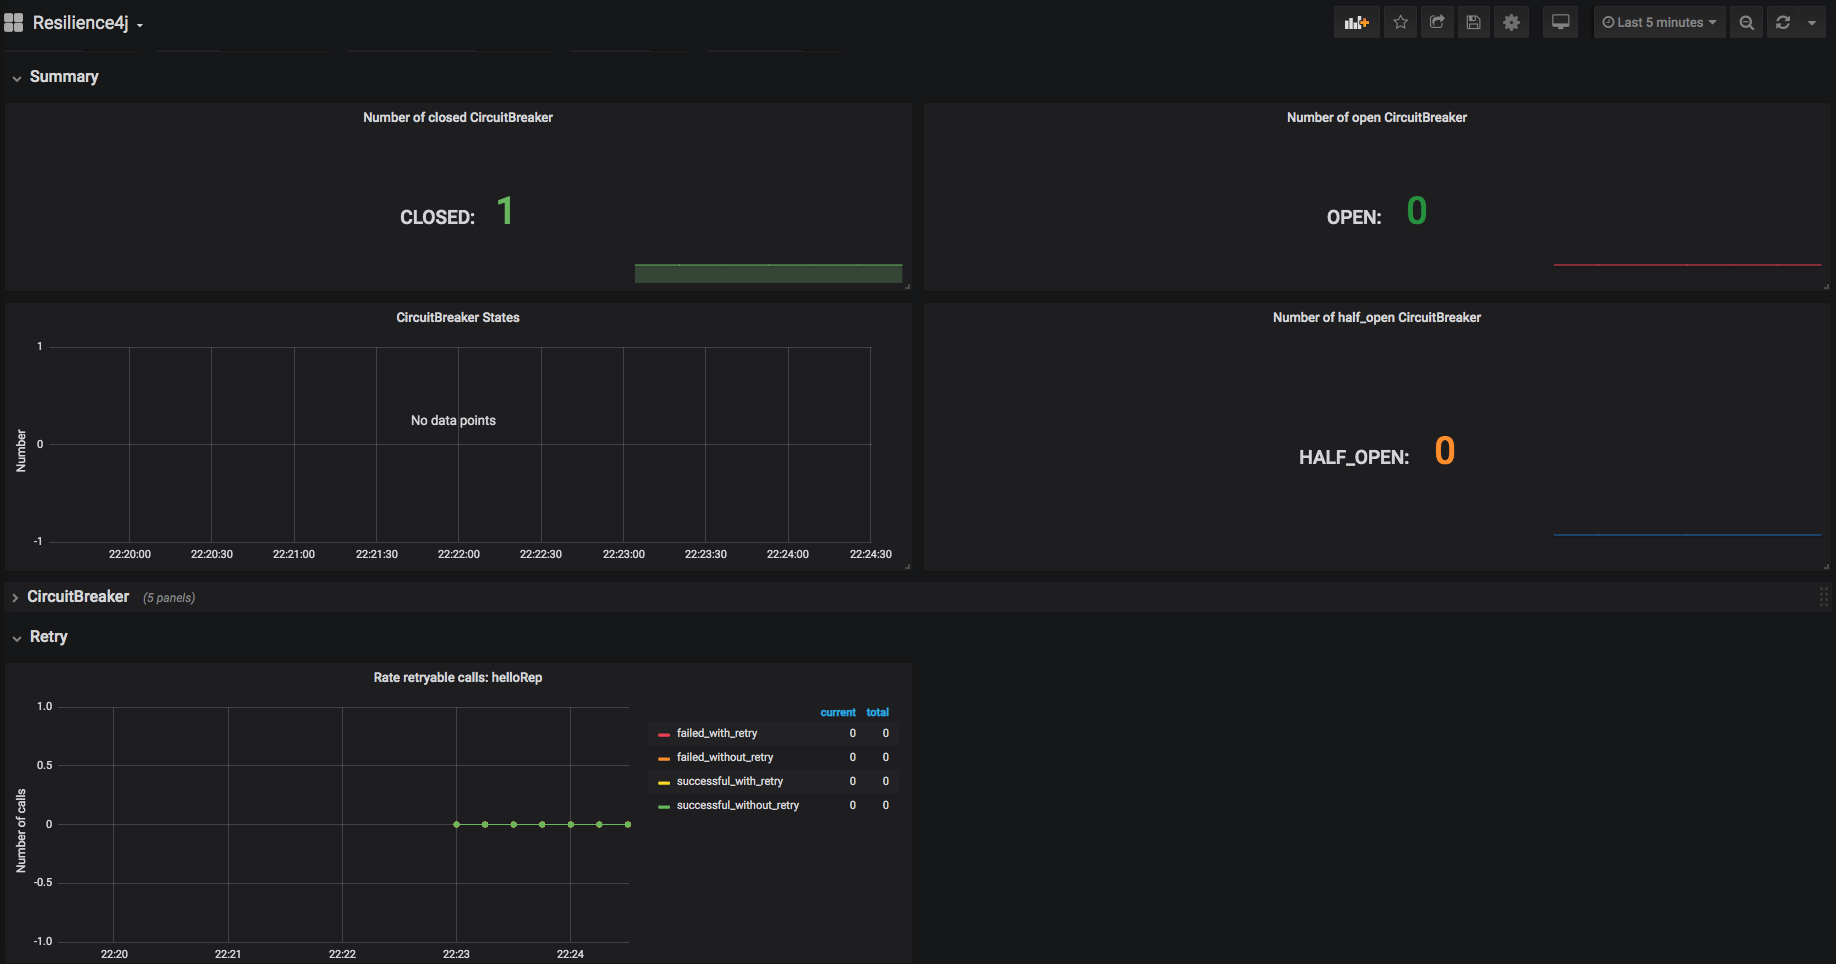 Resilience4j
Last 5 minutes
Summary
Number of closed CircuitBreaker
CLOSED: 1
Number of open CircuitBreaker
OPEN: 0
CircuitBreaker States
1
0
-1
Number
No data points
22:20:00 22:20:30 22:21:00 22:21:30 22:22:00 22:22:30 22:23:00 22:23:30 22:24:00 22:24:30
Number of half_open CircuitBreaker
HALF_OPEN: 0
CircuitBreaker (5 panels)
Retry
Rate retryable calls: helloRep
1.0
0.5
0
-0.5
-1.0
Number of calls
22:20 22:21 22:22 22:23 22:24
current total
failed_with_retry 0 0
failed_without_retry 0 0
successful_with_retry 0 0
successful_without_retry 0 0